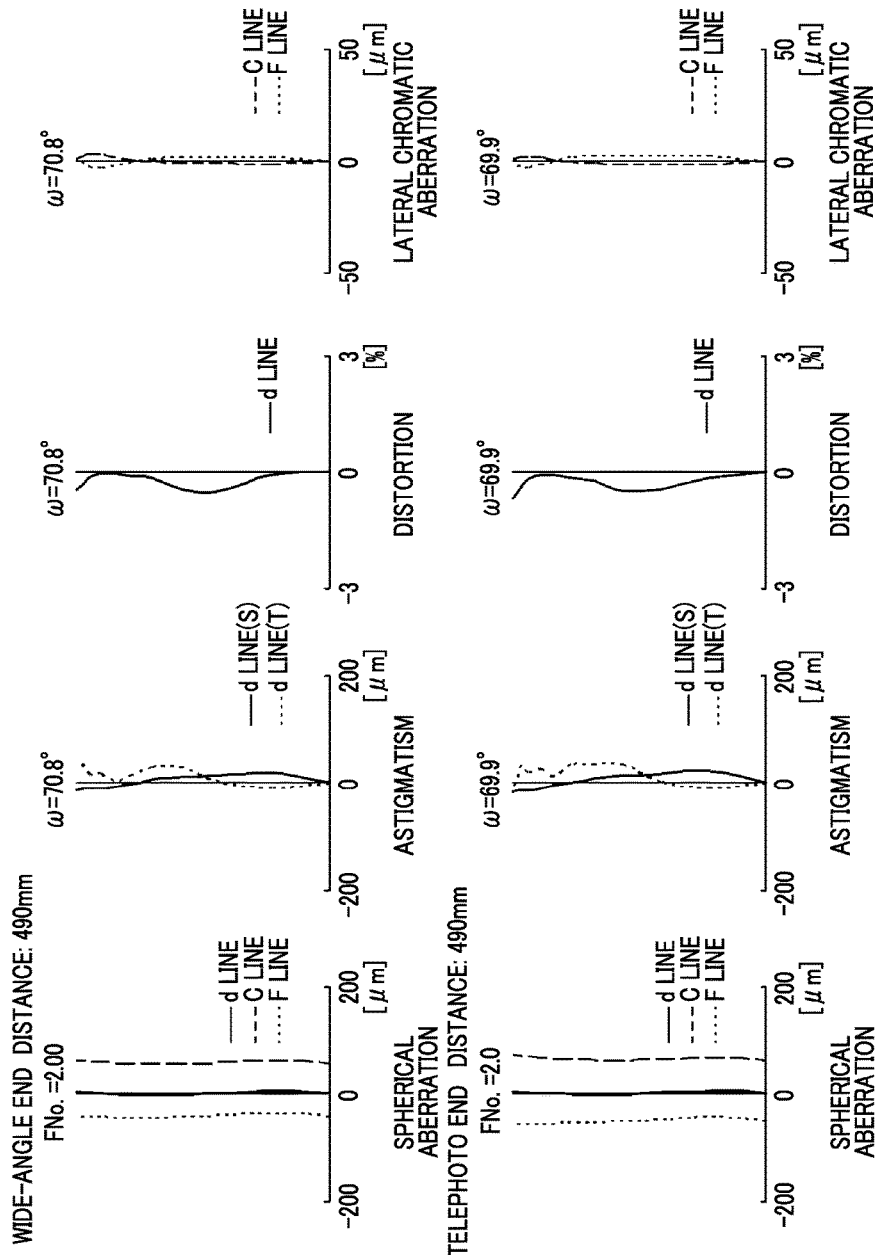 WIDE-ANGLE END DISTANCE: 490mm
FNo. =2.00
d LINE
C LINE
F LINE
-200 0 200
[μm]
SPHERICAL
ABERRATION
ω=70.8°
d LINE(S)
d LINE(T)
-200 0 200
[μm]
ASTIGMATISM
ω=70.8°
d LINE
-3 0 3
[%]
DISTORTION
ω=70.8°
C LINE
F LINE
-50 0 50
[μm]
LATERAL CHROMATIC
ABERRATION
TELEPHOTO END DISTANCE: 490mm
FNo. =2.0
d LINE
C LINE
F LINE
-200 0 200
[μm]
SPHERICAL
ABERRATION
ω=69.9°
d LINE(S)
d LINE(T)
-200 0 200
[μm]
ASTIGMATISM
ω=69.9°
d LINE
-3 0 3
[%]
DISTORTION
ω=69.9°
C LINE
F LINE
-50 0 50
[μm]
LATERAL CHROMATIC
ABERRATION